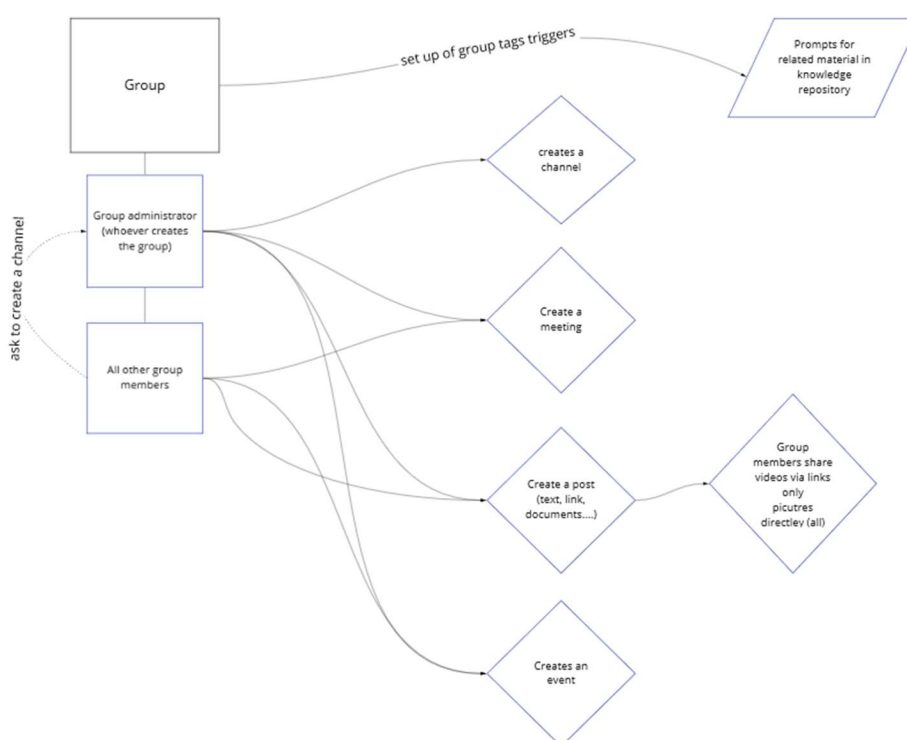 Group
set up of group tags triggers
Prompts for
related material in
knowledge
repository
creates a
channel
Group administrator
(whoever creates
the group)
ask to create a channel
Create a
meeting
All other group
members
Create a post
(text, link,
documents....)
Group
members share
videos via links
only
picutres
directley (all)
Creates an
event